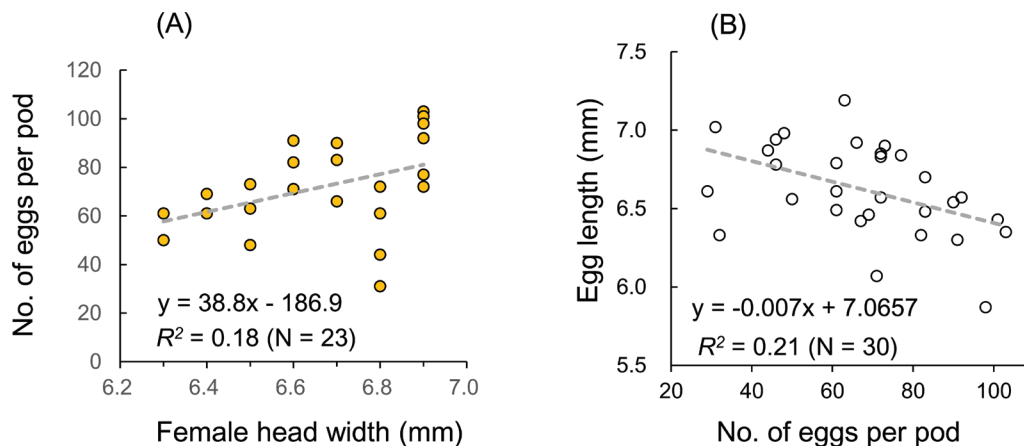 (A)
No. of eggs per pod
120
100
80
60
40
20
0
y = 38.8x - 186.9
R² = 0.18 (N = 23)
6.2 6.4 6.6 6.8 7.0
Female head width (mm)
(B)
Egg length (mm)
7.5
7.0
6.5
6.0
5.5
y = -0.007x + 7.0657
R² = 0.21 (N = 30)
20 40 60 80 100
No. of eggs per pod